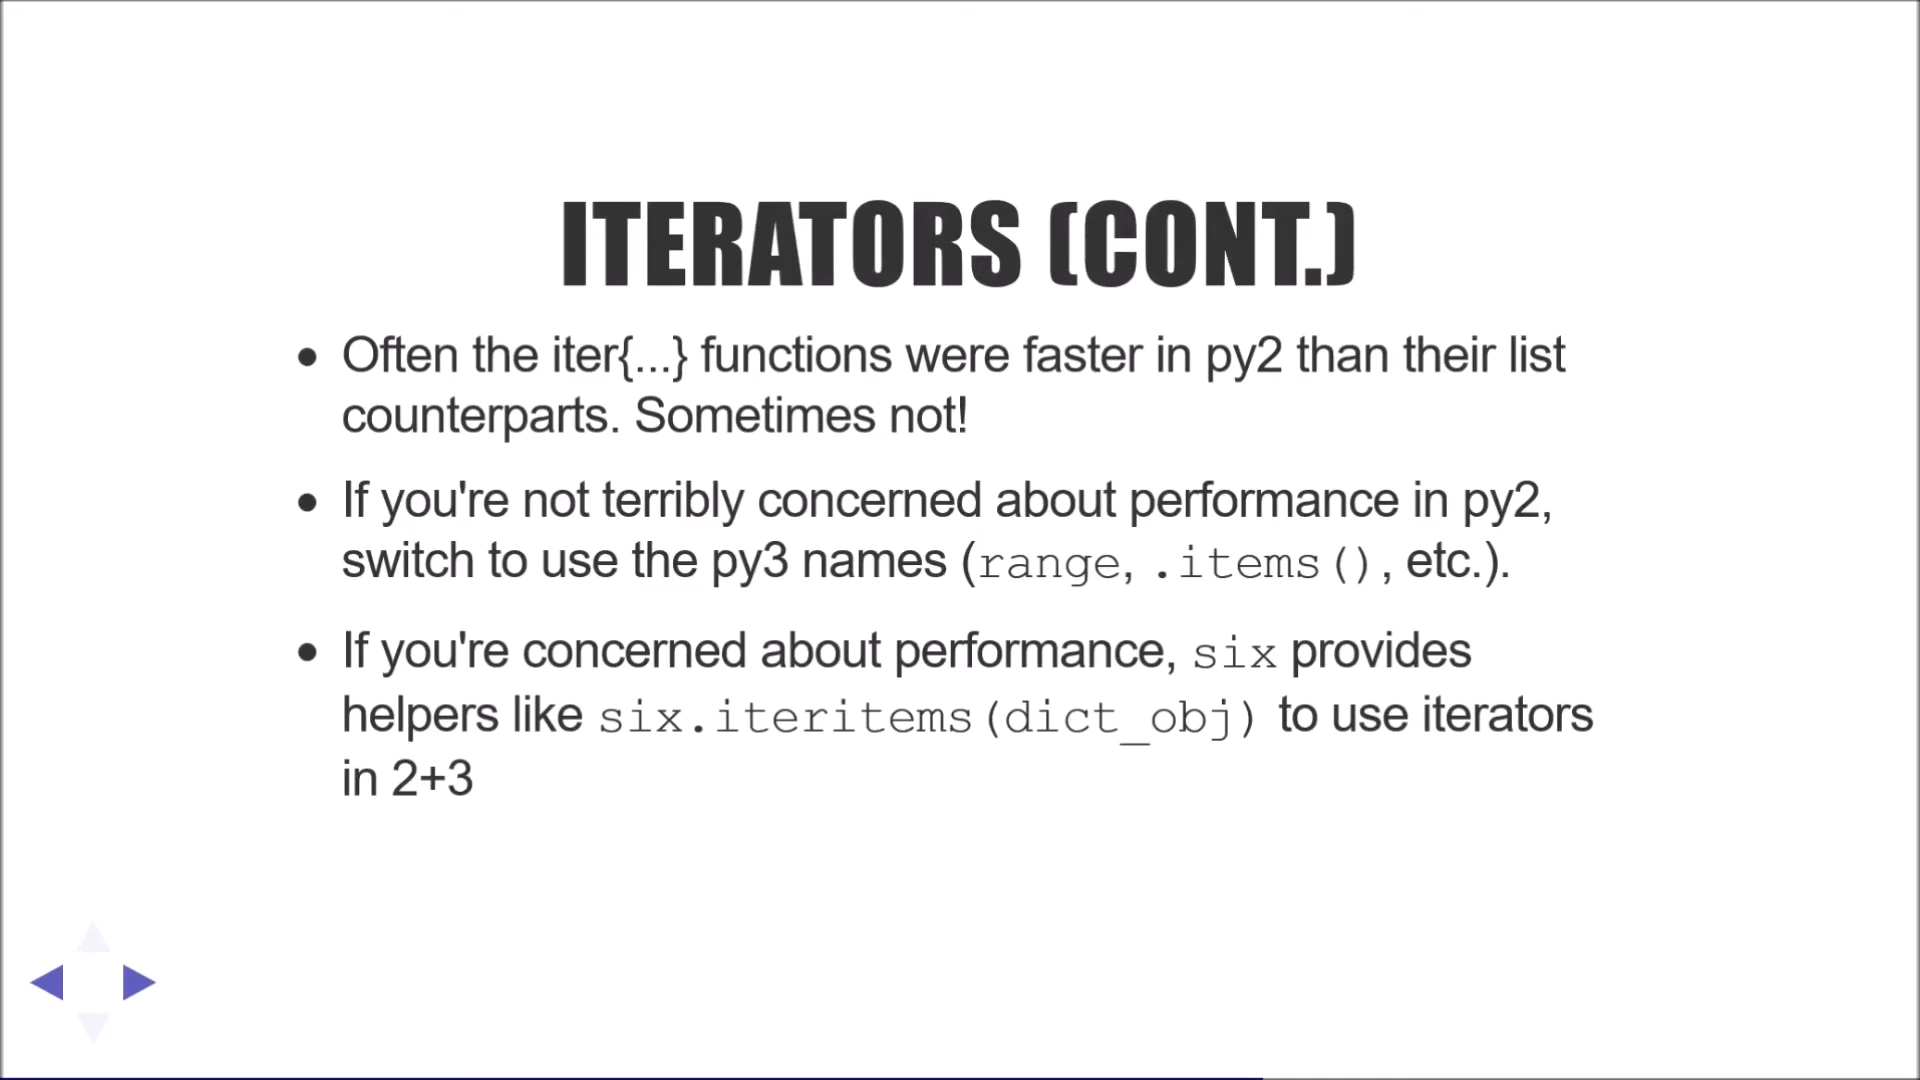 ITERATORS (CONT.)
• Often the iter{...} functions were faster in py2 than their list
counterparts. Sometimes not!
• If you're not terribly concerned about performance in py2,
switch to use the py3 names (range, .items(), etc.).
• If you're concerned about performance, six provides
helpers like six.iteritems(dict_obj) to use iterators
in 2+3